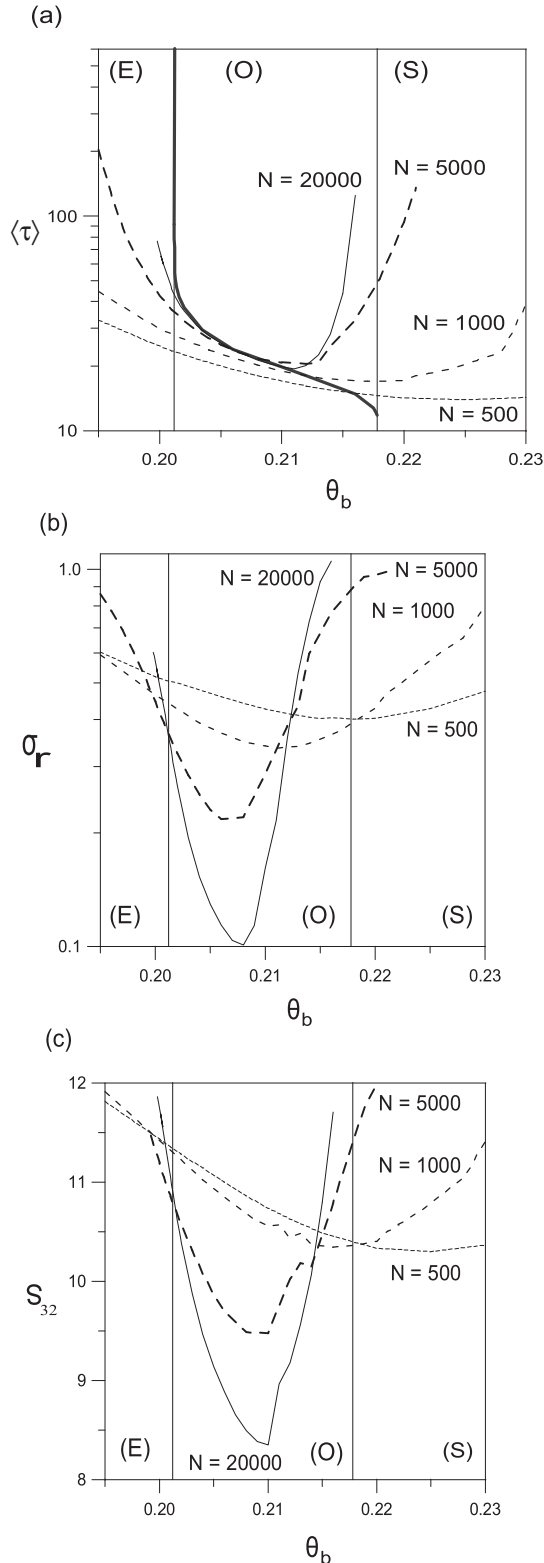 (a)
(E) (O) (S)
N = 20000
N = 5000
100
⟨τ⟩
N = 1000
N = 500
10
0.20 0.21 0.22 0.23
θb
(b)
1.0
N = 20000
N = 5000
N = 1000
N = 500
σr
(E) (O) (S)
0.1
0.20 0.21 0.22 0.23
θb
(c)
12
N = 5000
11
N = 1000
N = 500
10
S32
9
(E) (O) (S)
N = 20000
8
0.20 0.21 0.22 0.23
θb